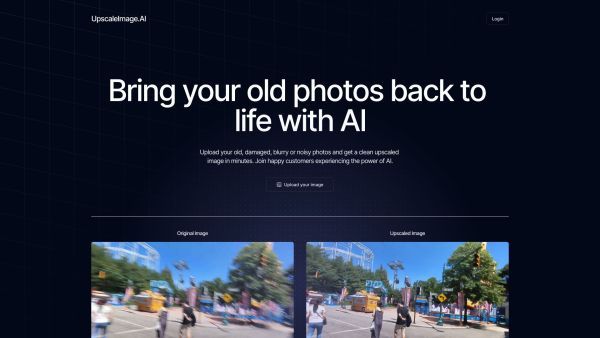 UpscaleImage.AI
Login
Bring your old photos back to
life with AI
Upload your old, damaged, blurry or noisy photos and get a clean upscaled
image in minutes. Join happy customers experiencing the power of AI.
Upload your image
Original Image
Upscaled Image